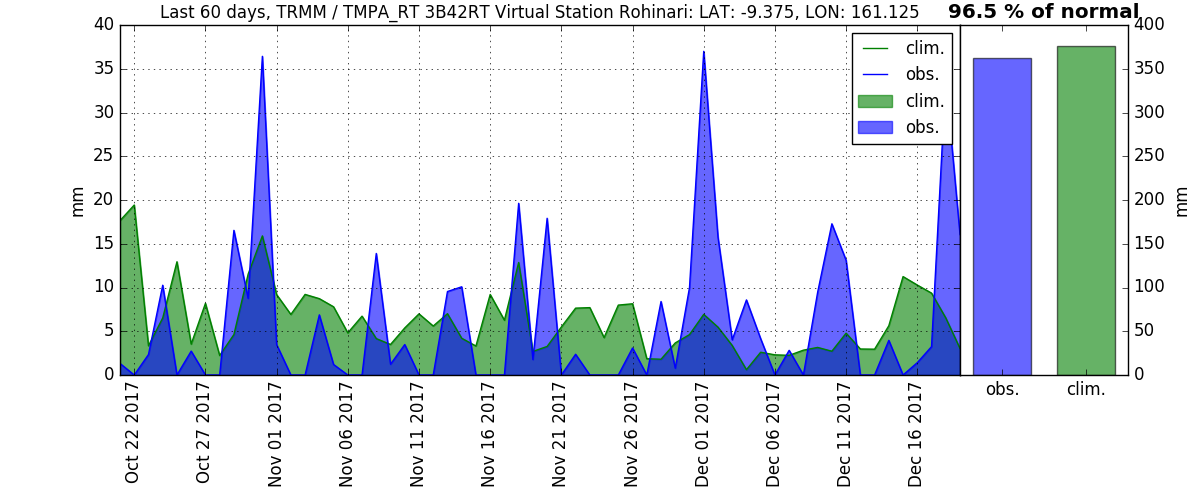 Last 60 days, TRMM / TMPA_RT 3B42RT Virtual Station Rohinari: LAT: -9.375, LON: 161.125
96.5 % of normal
40
35
30
25
20
15
10
5
0
mm
clim.
obs.
clim.
obs.
400
350
300
250
200
150
100
50
0
mm
obs.
clim.
Oct 22 2017
Oct 27 2017
Nov 01 2017
Nov 06 2017
Nov 11 2017
Nov 16 2017
Nov 21 2017
Nov 26 2017
Dec 01 2017
Dec 06 2017
Dec 11 2017
Dec 16 2017